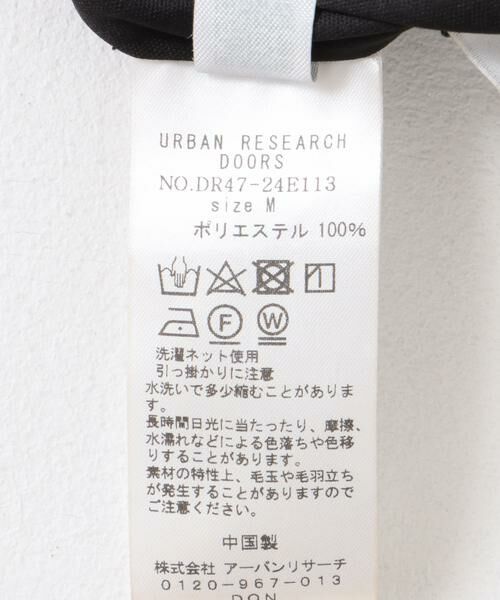 URBAN RESEARCH
DOORS
NO.DR47-24E113
size M
ポリエステル 100%
F
W
洗濯ネット使用
引っ掛かりに注意
水洗いで多少縮むことがありま
す。
長時間日光に当たったり、摩擦、
水濡れなどによる色落ちや色移
りすることがあります。
素材の特性上、毛玉や毛羽立ち
が発生することがありますので
ご注意ください。
中国製
株式会社 アーバンリサーチ
0120-967-013
DON